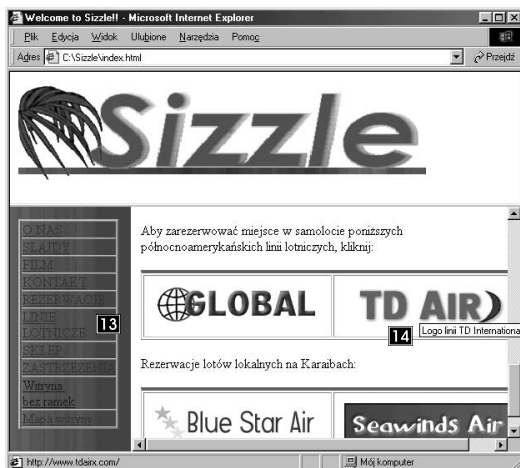 Welcome to Sizzle!! - Microsoft Internet Explorer
Plik Edycja Widok Ulubione Narzędzia Pomoc
Adres C:\Sizzle\index.html Przejdź
Sizzle
O NAS
SLAJDY
FILM
KONTAKT
REZERWACJE
LINIE
LOTNICZE
13
SKLEP
ZASTRZEŻENIA
Witryna
bez ramek
Mapa witryny
Aby zarezerwować miejsce w samolocie poniższych
północnoamerykańskich linii lotniczych, kliknij:
GLOBAL
TD AIR
14
Logo linii TD Internationa
Rezerwacje lotów lokalnych na Karaibach:
Blue Star Air
Seawinds Air
http://www.tdairx.com/ Mój komputer